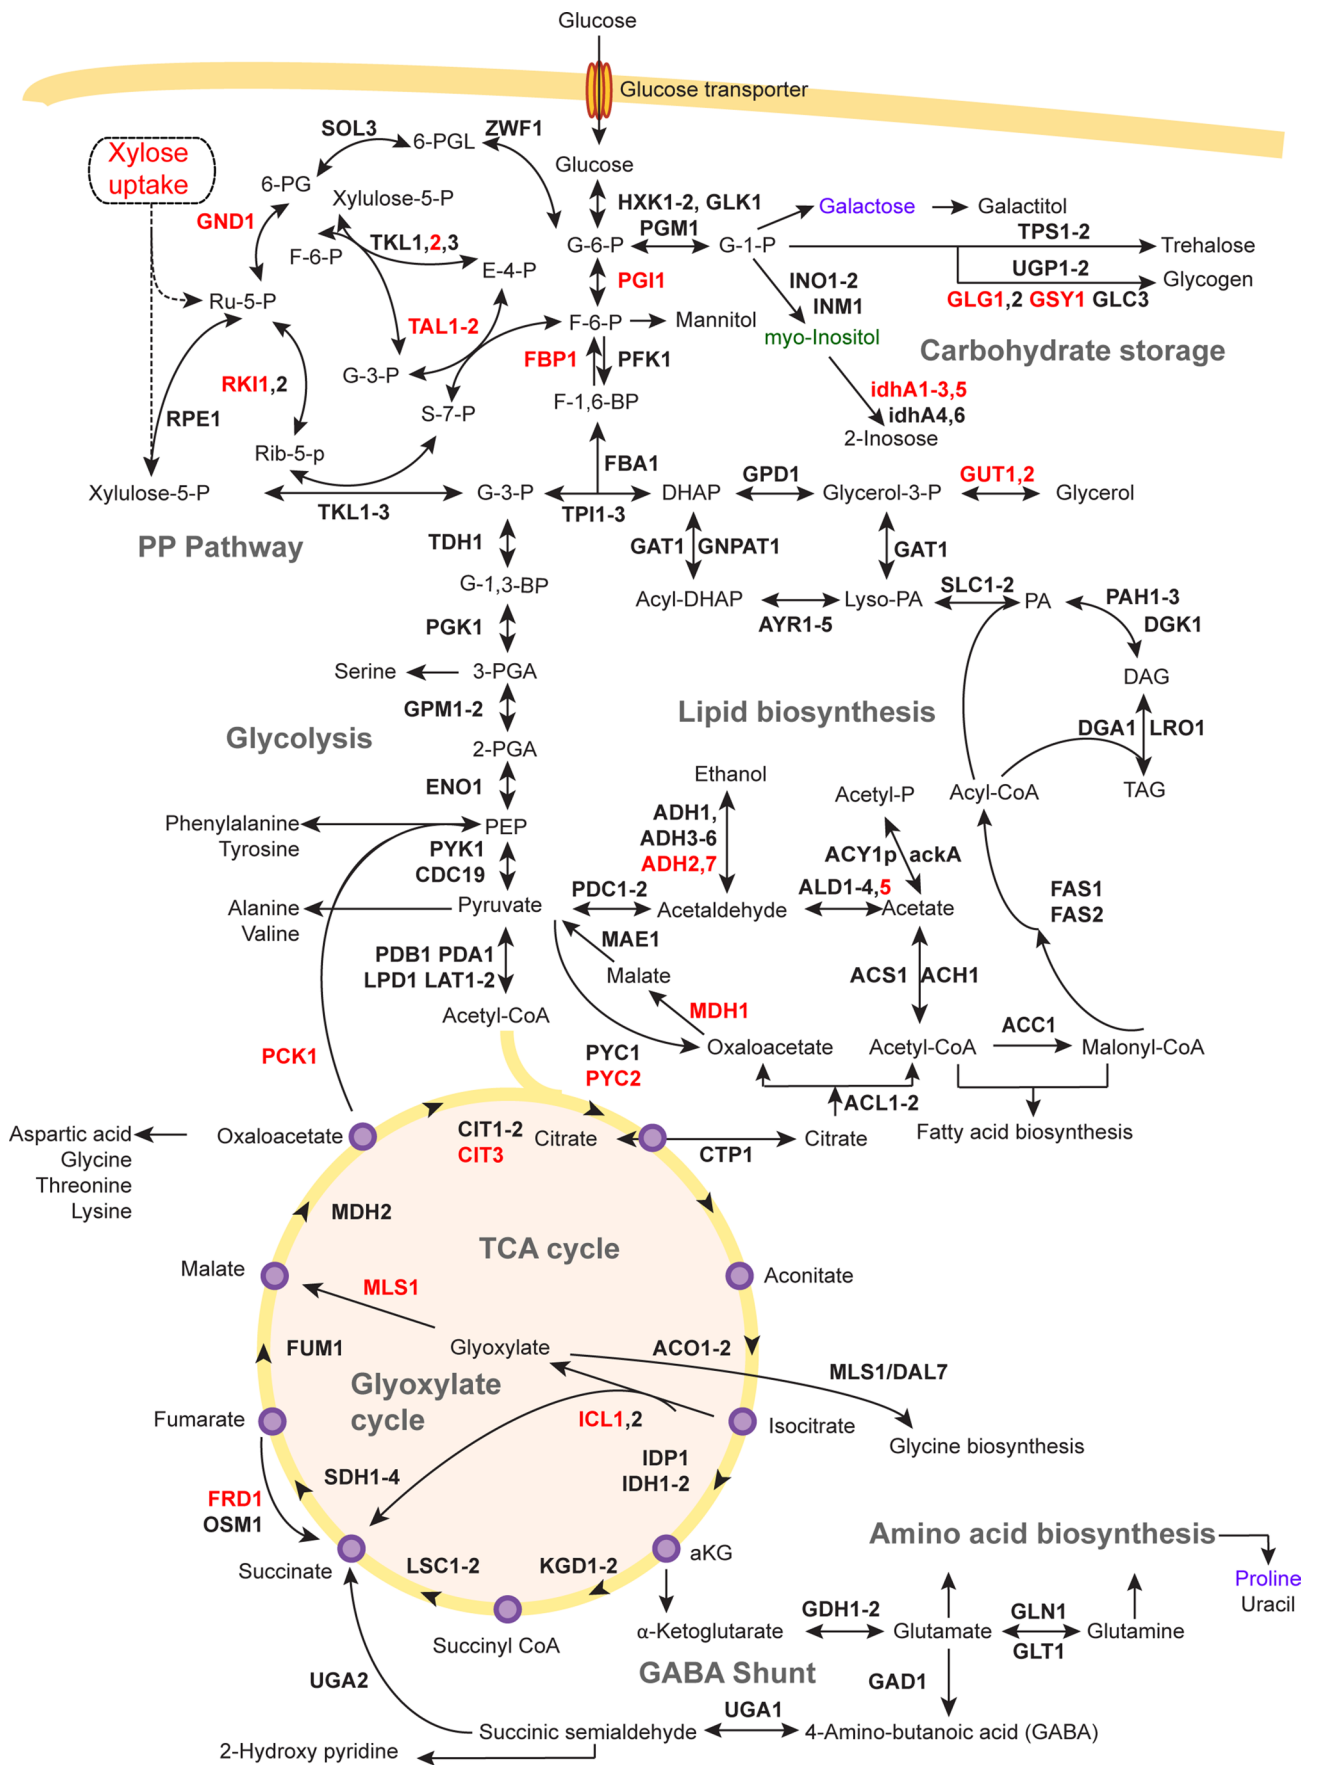 Glucose
Glucose transporter
SOL3
6-PGL
ZWF1
Xylose
uptake
Glucose
6-PG
Xylulose-5-P
HXK1-2, GLK1
Galactose
Galactitol
GND1
PGM1
TPS1-2
F-6-P
TKL1,2,3
G-6-P
G-1-P
Trehalose
E-4-P
PGI1
INO1-2
UGP1-2
Glycogen
Ru-5-P
INM1
GLG1,2 GSY1 GLC3
TAL1-2
F-6-P
Mannitol
myo-Inositol
Carbohydrate storage
FBP1
PFK1
G-3-P
RKI1,2
idhA1-3,5
F-1,6-BP
RPE1
S-7-P
idhA4,6
2-Inosose
Rib-5-p
FBA1
GPD1
GUT1,2
Xylulose-5-P
G-3-P
DHAP
Glycerol-3-P
Glycerol
TKL1-3
TPI1-3
PP Pathway
TDH1
GAT1
GNPAT1
GAT1
G-1,3-BP
SLC1-2
Acyl-DHAP
Lyso-PA
PA
PAH1-3
PGK1
AYR1-5
DGK1
Serine
3-PGA
DAG
GPM1-2
Lipid biosynthesis
Glycolysis
DGA1
LRO1
2-PGA
Ethanol
ENO1
Acetyl-P
Acyl-CoA
TAG
ADH1,
Phenylalanine
PEP
ADH3-6
Tyrosine
PYK1
ACY1p
ackA
CDC19
ADH2,7
PDC1-2
ALD1-4,5
FAS1
Alanine
Pyruvate
Acetaldehyde
Acetate
FAS2
Valine
MAE1
PDB1 PDA1
LPD1 LAT1-2
Malate
ACS1
ACH1
Acetyl-CoA
MDH1
ACC1
PCK1
PYC1
Oxaloacetate
Acetyl-CoA
Malonyl-CoA
PYC2
ACL1-2
Aspartic acid
Oxaloacetate
CIT1-2
Citrate
Citrate
Fatty acid biosynthesis
Glycine
CIT3
CTP1
Threonine
Lysine
MDH2
TCA cycle
Malate
MLS1
Aconitate
FUM1
Glyoxylate
ACO1-2
MLS1/DAL7
Glyoxylate
cycle
Fumarate
ICL1,2
Isocitrate
Glycine biosynthesis
IDP1
SDH1-4
IDH1-2
FRD1
OSM1
Amino acid biosynthesis
Succinate
LSC1-2
KGD1-2
aKG
Proline
Uracil
Succinyl CoA
α-Ketoglutarate
GDH1-2
Glutamate
GLN1
Glutamine
GLT1
GABA Shunt
UGA2
GAD1
UGA1
Succinic semialdehyde
4-Amino-butanoic acid (GABA)
2-Hydroxy pyridine